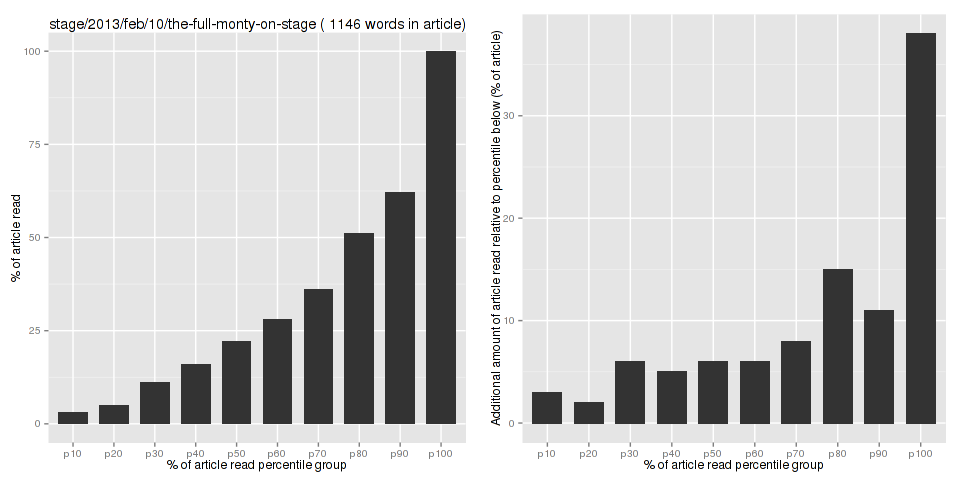 stage/2013/feb/10/the-full-monty-on-stage ( 1146 words in article)
% of article read
100
75
50
25
0
p10 p20 p30 p40 p50 p60 p70 p80 p90 p100
% of article read percentile group
Additional amount of article read relative to percentile below (% of article)
30
20
10
0
p10 p20 p30 p40 p50 p60 p70 p80 p90 p100
% of article read percentile group